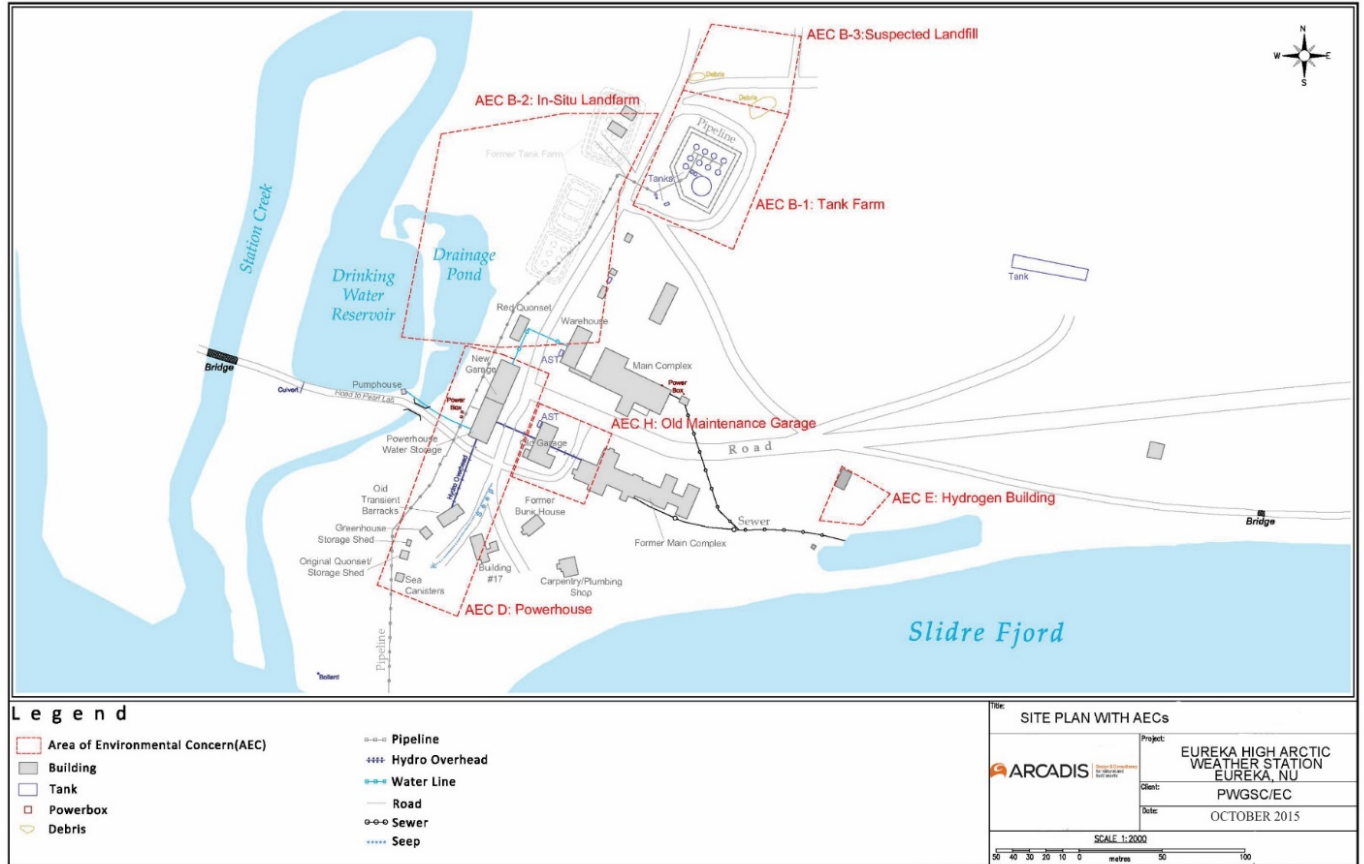 AEC B-3:Suspected Landfill
N
W E
S
Debris
AEC B-2: In-Situ Landfarm
Debris
Pipeline
Former Tank Farm
Tanks
AEC B-1: Tank Farm
Station Creek
Drinking
Water
Reservoir
Drainage
Pond
Tank
Red Quonset
Warehouse
AST
New
Garage
Main Complex
Bridge
Culvert
Pumphouse
Road to Pearl Lab
Power
Box
Power
Box
AST
AEC H: Old Maintenance Garage
Powerhouse
Water Storage
Old Garage
Road
Hydro Overhead
Old
Transient
Barracks
AEC E: Hydrogen Building
Former
Bunk House
Sewer
Bridge
Greenhouse
Storage Shed
Former Main Complex
Original Quonset/
Storage Shed
Sea
Canisters
Building
#17
Carpentry/Plumbing
Shop
AEC D: Powerhouse
Slidre Fjord
Pipeline
Bollard
Legend
Area of Environmental Concern(AEC)
Building
Tank
Powerbox
Debris
Pipeline
Hydro Overhead
Water Line
Road
Sewer
Seep
Title:
SITE PLAN WITH AECs
ARCADIS
Project:
EUREKA HIGH ARCTIC
WEATHER STATION
EUREKA, NU
Client:
PWGSC/EC
Date:
OCTOBER 2015
SCALE 1:2000
50 40 30 20 10 0 50 100
metres